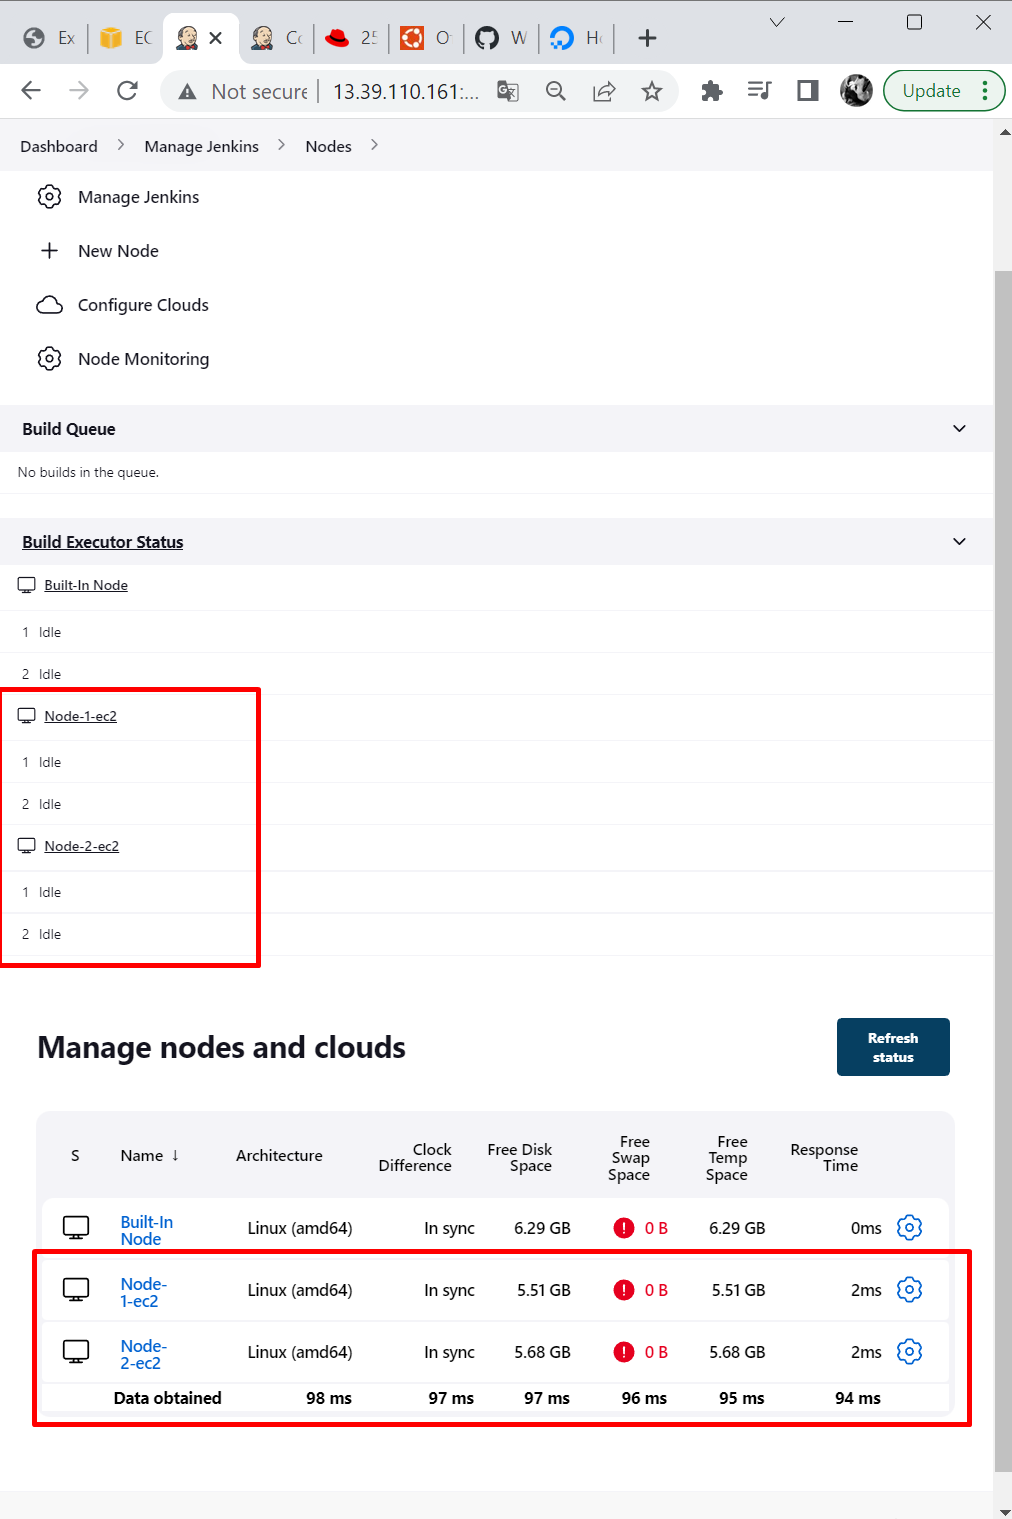 Ex
EC
Co
25
O
W
Ho
Not secure
13.39.110.161:...
Update
Dashboard
Manage Jenkins
Nodes
Manage Jenkins
New Node
Configure Clouds
Node Monitoring
Build Queue
No builds in the queue.
Build Executor Status
Built-In Node
1 Idle
2 Idle
Node-1-ec2
1 Idle
2 Idle
Node-2-ec2
1 Idle
2 Idle
Manage nodes and clouds
Refresh
status
S Name ↓ Architecture Clock Difference Free Disk Space Free Swap Space Free Temp Space Response Time
Built-In Node Linux (amd64) In sync 6.29 GB 0 B 6.29 GB 0ms
Node-1-ec2 Linux (amd64) In sync 5.51 GB 0 B 5.51 GB 2ms
Node-2-ec2 Linux (amd64) In sync 5.68 GB 0 B 5.68 GB 2ms
Data obtained 98 ms 97 ms 97 ms 96 ms 95 ms 94 ms